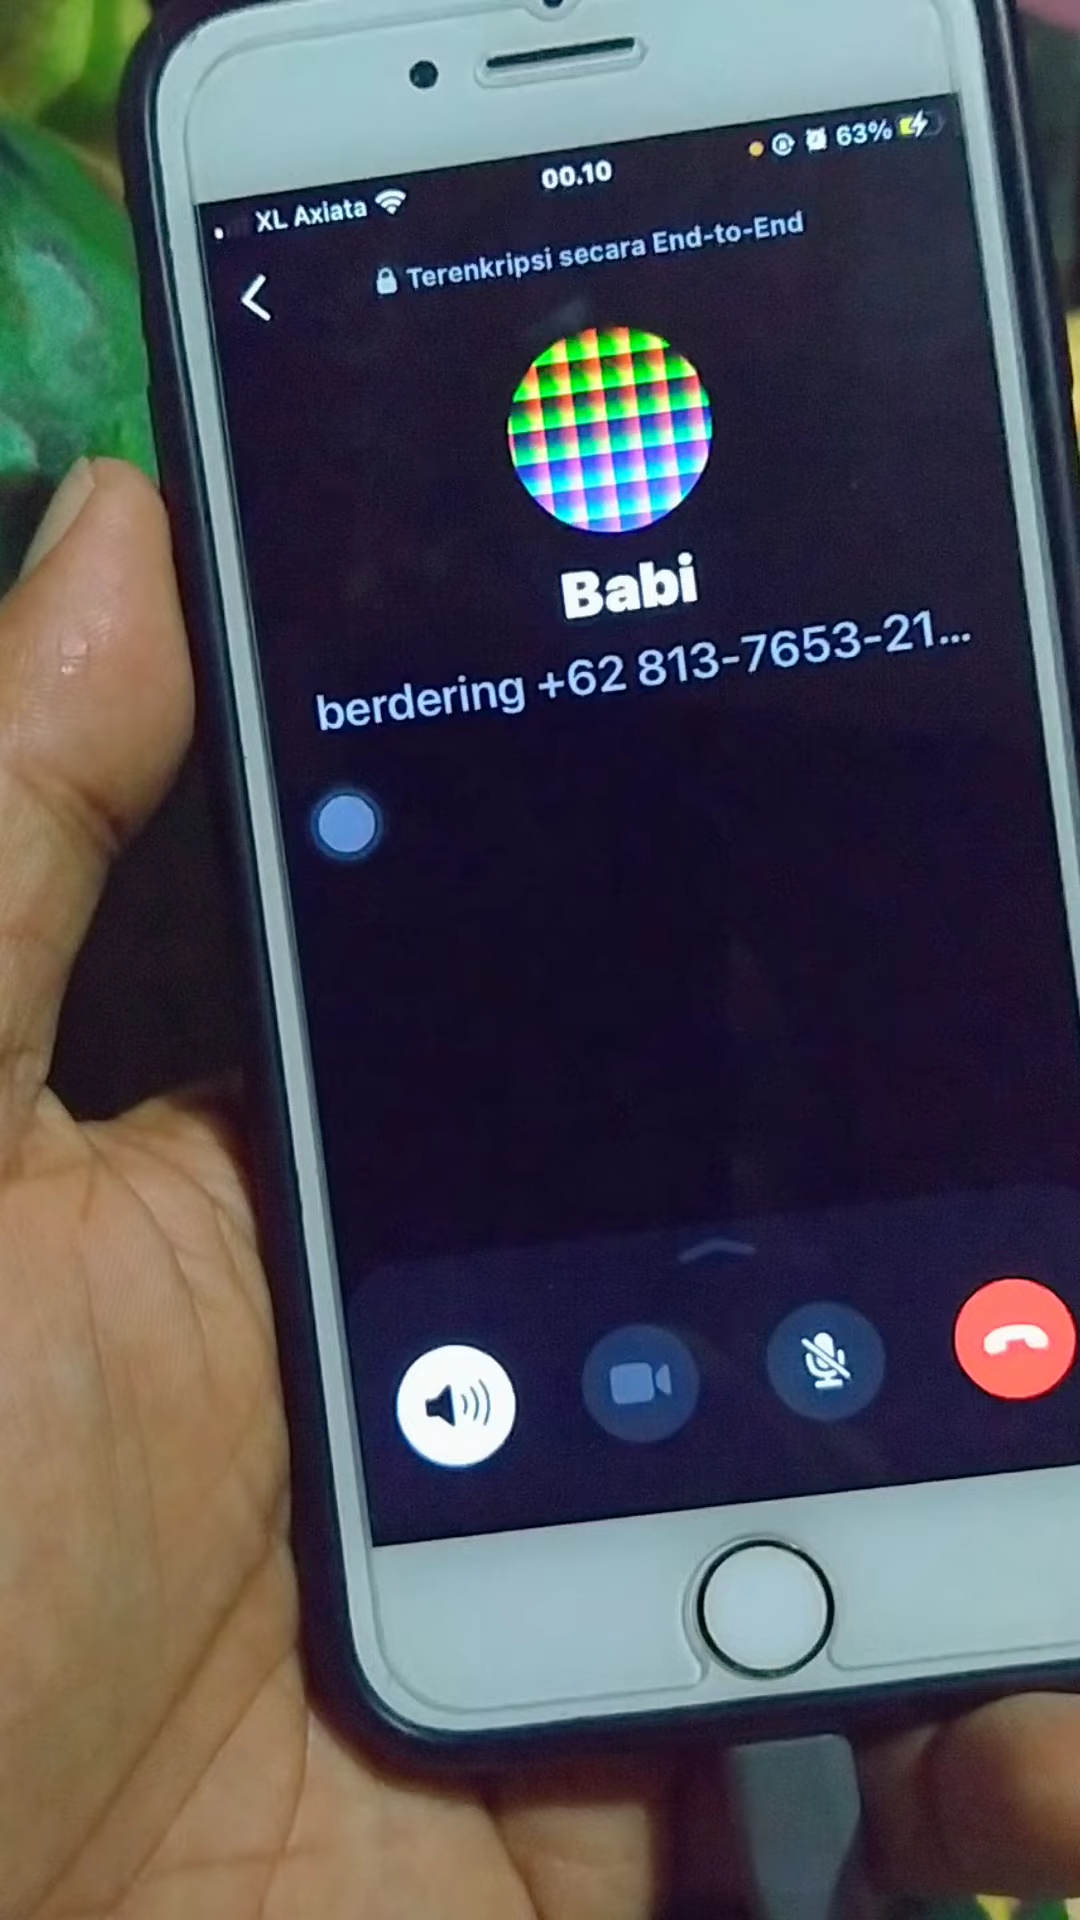 XL Axiata 00.10 63%
Terenkripsi secara End-to-End
Babi
berdering +62 813-7653-21...